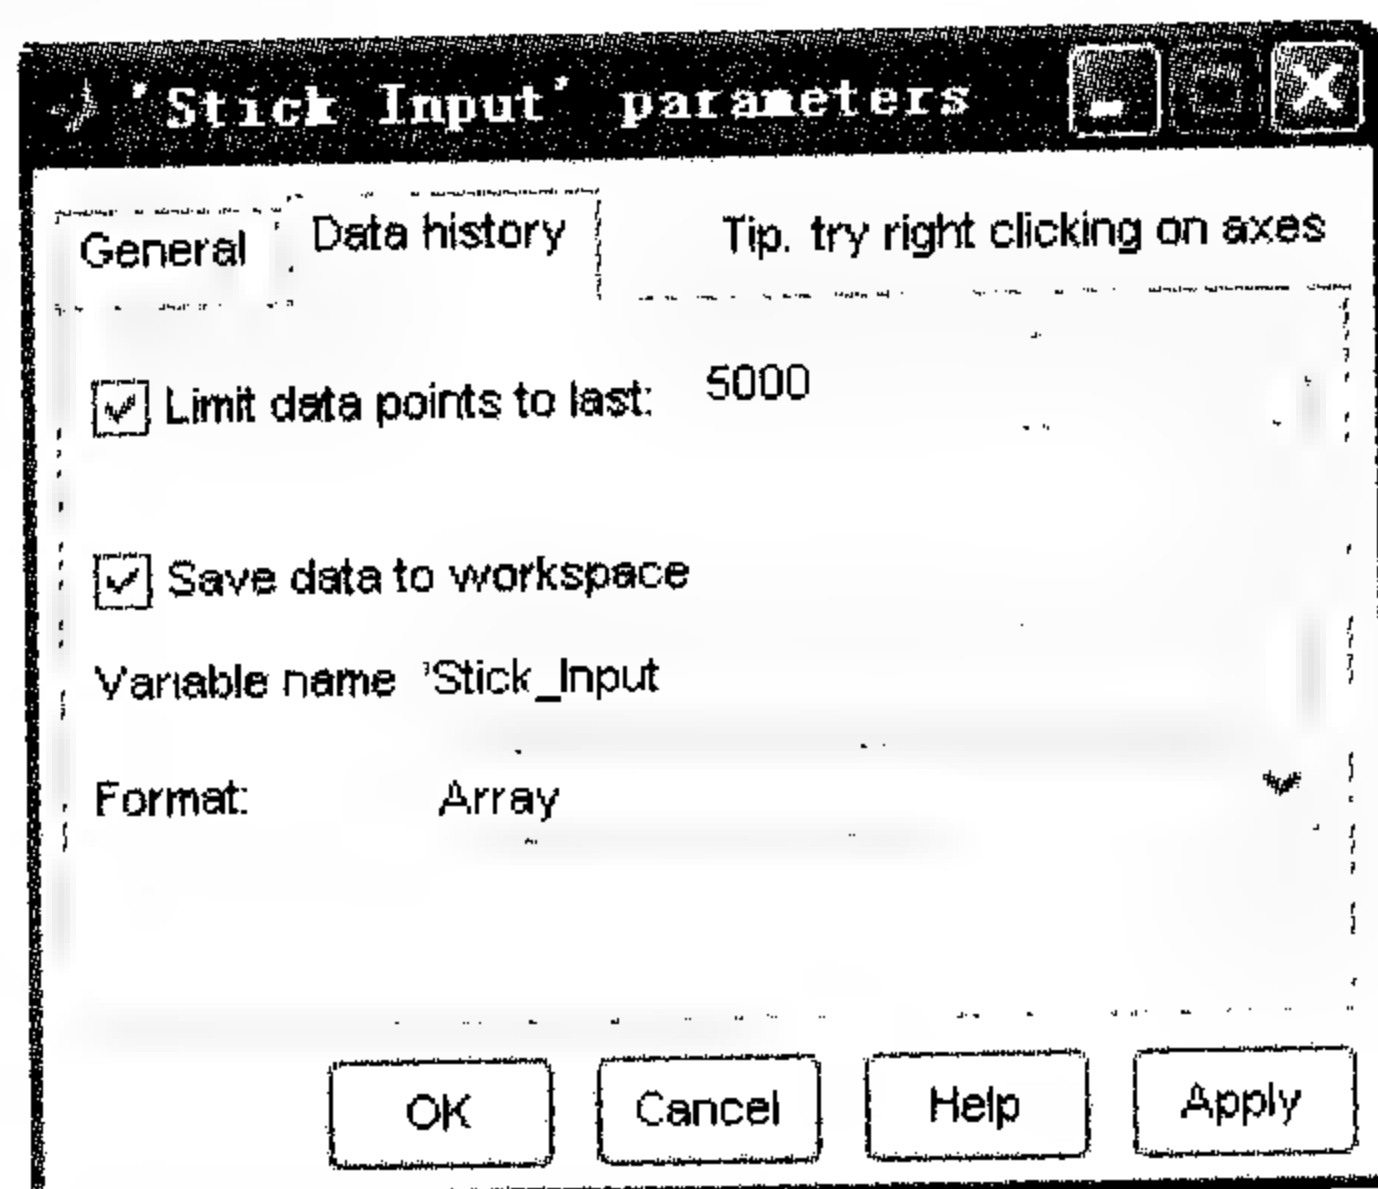 'Stick Input' parameters
General Data history Tip. try right clicking on axes
Limit data points to last: 5000
Save data to workspace
Variable name 'Stick_Input
Format: Array
OK Cancel Help Apply